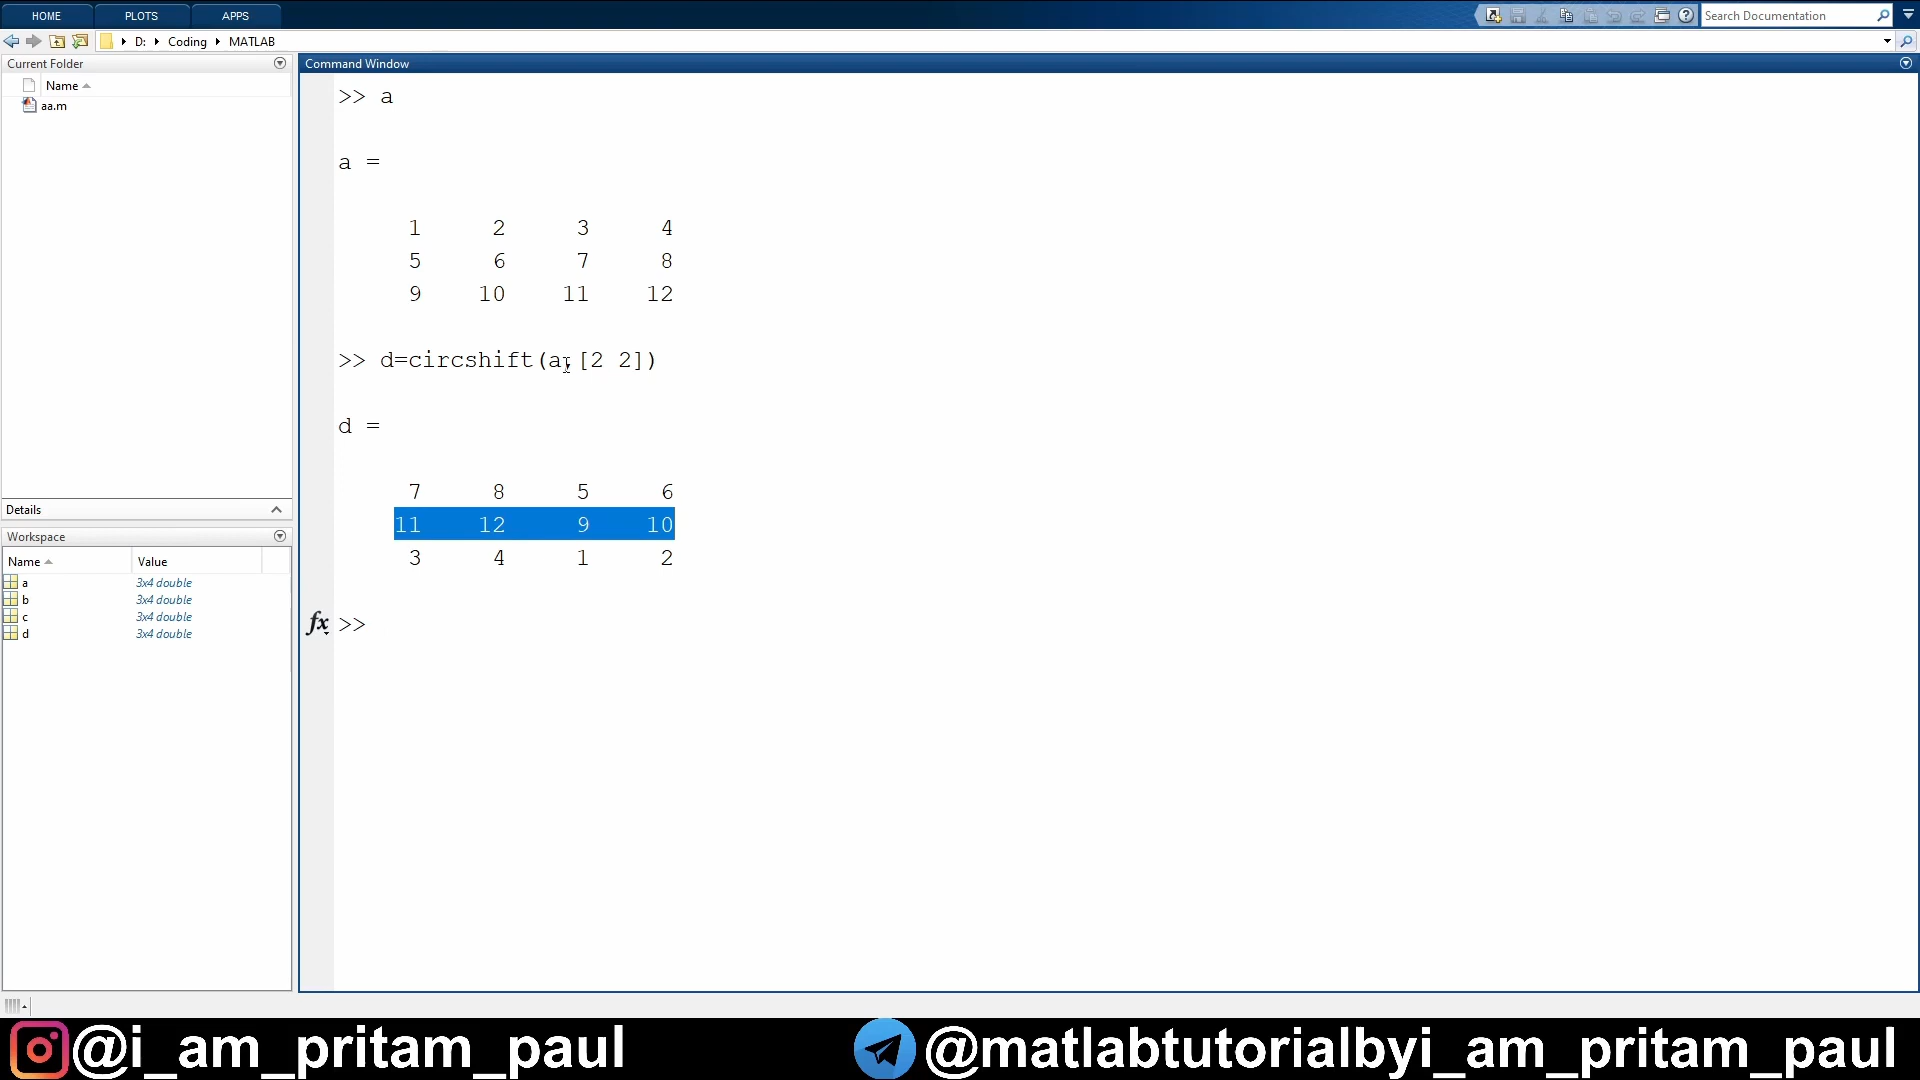 HOME PLOTS APPS Search Documentation
D: Coding MATLAB
Current Folder
Name
aa.m
Details
Workspace
Name Value
a 3x4 double
b 3x4 double
c 3x4 double
d 3x4 double
Command Window
>> a
a =
1 2 3 4
5 6 7 8
9 10 11 12
>> d=circshift(a,[2 2])
d =
7 8 5 6
11 12 9 10
3 4 1 2
fx >>
@i_am_pritam_paul
@matlabtutorialbyi_am_pritam_paul